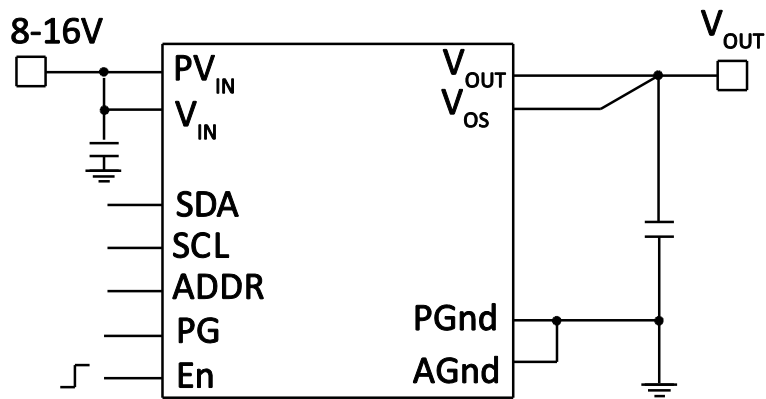 8-16V
PVIN
VIN
SDA
SCL
ADDR
PG
En
VOUT
VOS
PGnd
AGnd
VOUT